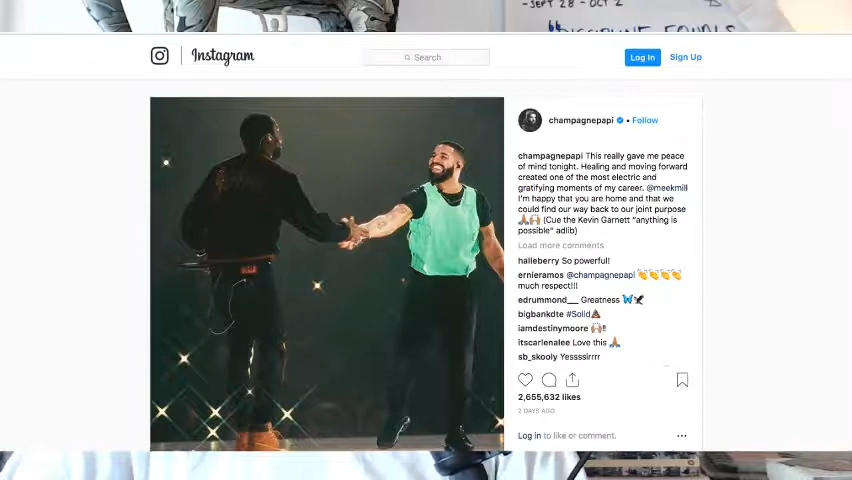 -SEPT 28 - OCT 2
Instagram
Search
Log In
Sign Up
champagnepapi • Follow
champagnepapi This really gave me peace
of mind tonight. Healing and moving forward
created one of the most electric and
gratifying moments of my career. @meekmill
I'm happy that you are home and that we
could find our way back to our joint purpose
🙏🏽🙌🏽 (Cue the Kevin Garnett "anything is
possible" adlib)
Load more comments
halleberry So powerful!
ernieramos @champagnepapi 👏👏👏👏
much respect!!!
edrummond__ Greatness
bigbankdte #Solid💩
iamdestinymoore 🙌🏽‼️
itscarlenalee Love this 🙏🏽
sb_skooly Yessssirrrr
2,655,632 likes
2 DAYS AGO
Log in to like or comment.